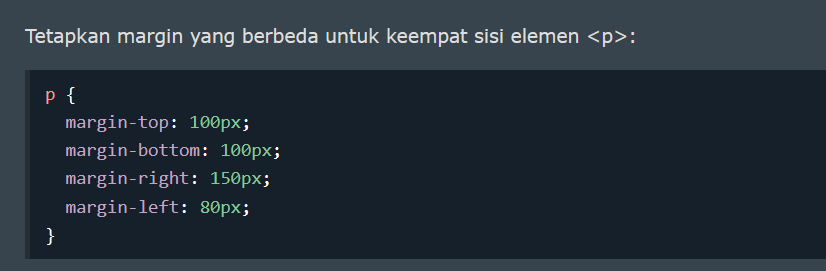 Tetapkan margin yang berbeda untuk keempat sisi elemen <p>:
p {
  margin-top: 100px;
  margin-bottom: 100px;
  margin-right: 150px;
  margin-left: 80px;
}